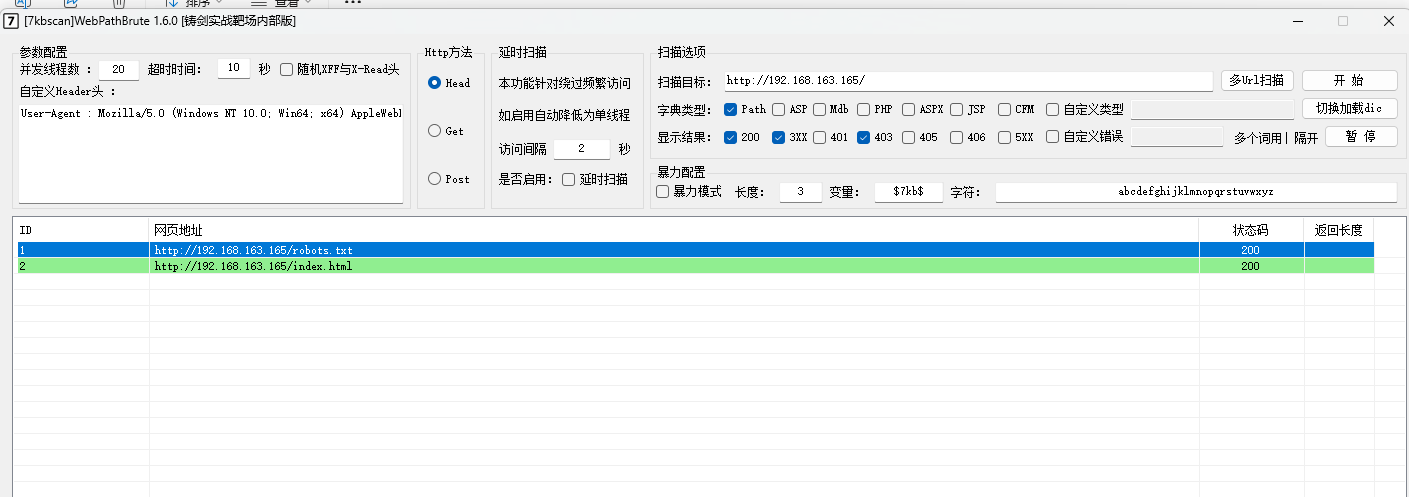 排序 查看 •••
7 [7kbscan]WebPathBrute 1.6.0 [铸剑实战靶场内部版]
参数配置
并发线程数 : 20 超时时间: 10 秒 随机XFF与X-Read头
自定义Header头 :
User-Agent : Mozilla/5.0 (Windows NT 10.0; Win64; x64) AppleWebK
Http方法
Head
Get
Post
延时扫描
本功能针对绕过频繁访问
如启用自动降低为单线程
访问间隔 2 秒
是否启用: 延时扫描
扫描选项
扫描目标: http://192.168.163.165/ 多Url扫描 开 始
字典类型: Path ASP Mdb PHP ASPX JSP CFM 自定义类型 切换加载dic
显示结果: 200 3XX 401 403 405 406 5XX 自定义错误 多个词用| 隔开 暂 停
暴力配置
暴力模式 长度: 3 变量: $7kb$ 字符: abcdefghijklmnopqrstuvwxyz
ID 网页地址 状态码 返回长度
1 http://192.168.163.165/robots.txt 200
2 http://192.168.163.165/index.html 200